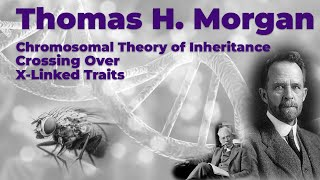 Thomas H. Morgan
Chromosomal Theory of Inheritance
Crossing Over
X-Linked Traits